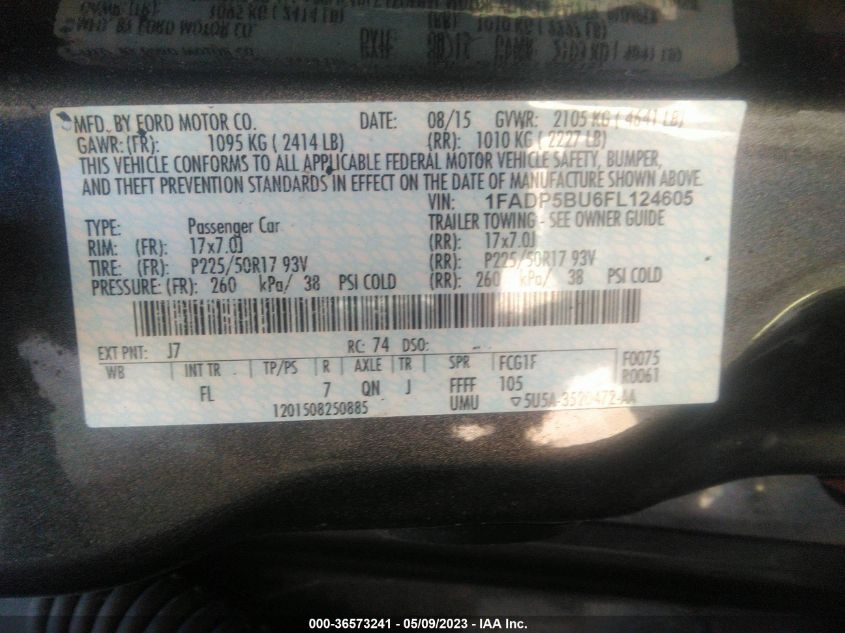 MFD. BY FORD MOTOR CO. DATE: 08/15 GVWR: 2105 KG ( 4641 LB)
GAWR: (FR): 1095 KG ( 2414 LB) (RR): 1010 KG ( 2227 LB)
THIS VEHICLE CONFORMS TO ALL APPLICABLE FEDERAL MOTOR VEHICLE SAFETY, BUMPER,
AND THEFT PREVENTION STANDARDS IN EFFECT ON THE DATE OF MANUFACTURE SHOWN ABOVE.
VIN: 1FADP5BU6FL124605
TYPE: Passenger Car TRAILER TOWING - SEE OWNER GUIDE
RIM: (FR): 17x7.0J (RR): 17x7.0J
TIRE: (FR): P225/50R17 93V (RR): P225/50R17 93V
PRESSURE: (FR): 260 kPa/ 38 PSI COLD (RR): 260 kPa/ 38 PSI COLD
EXT PNT: J7 RC: 74 DSO:
WB INT TR TP/PS R AXLE TR SPR FCG1F F0075
FL 7 QN J FFFF 105 R0061
1201508250885 UMU ▽5U5A-3520472-AA
000-36573241 - 05/09/2023 - IAA Inc.